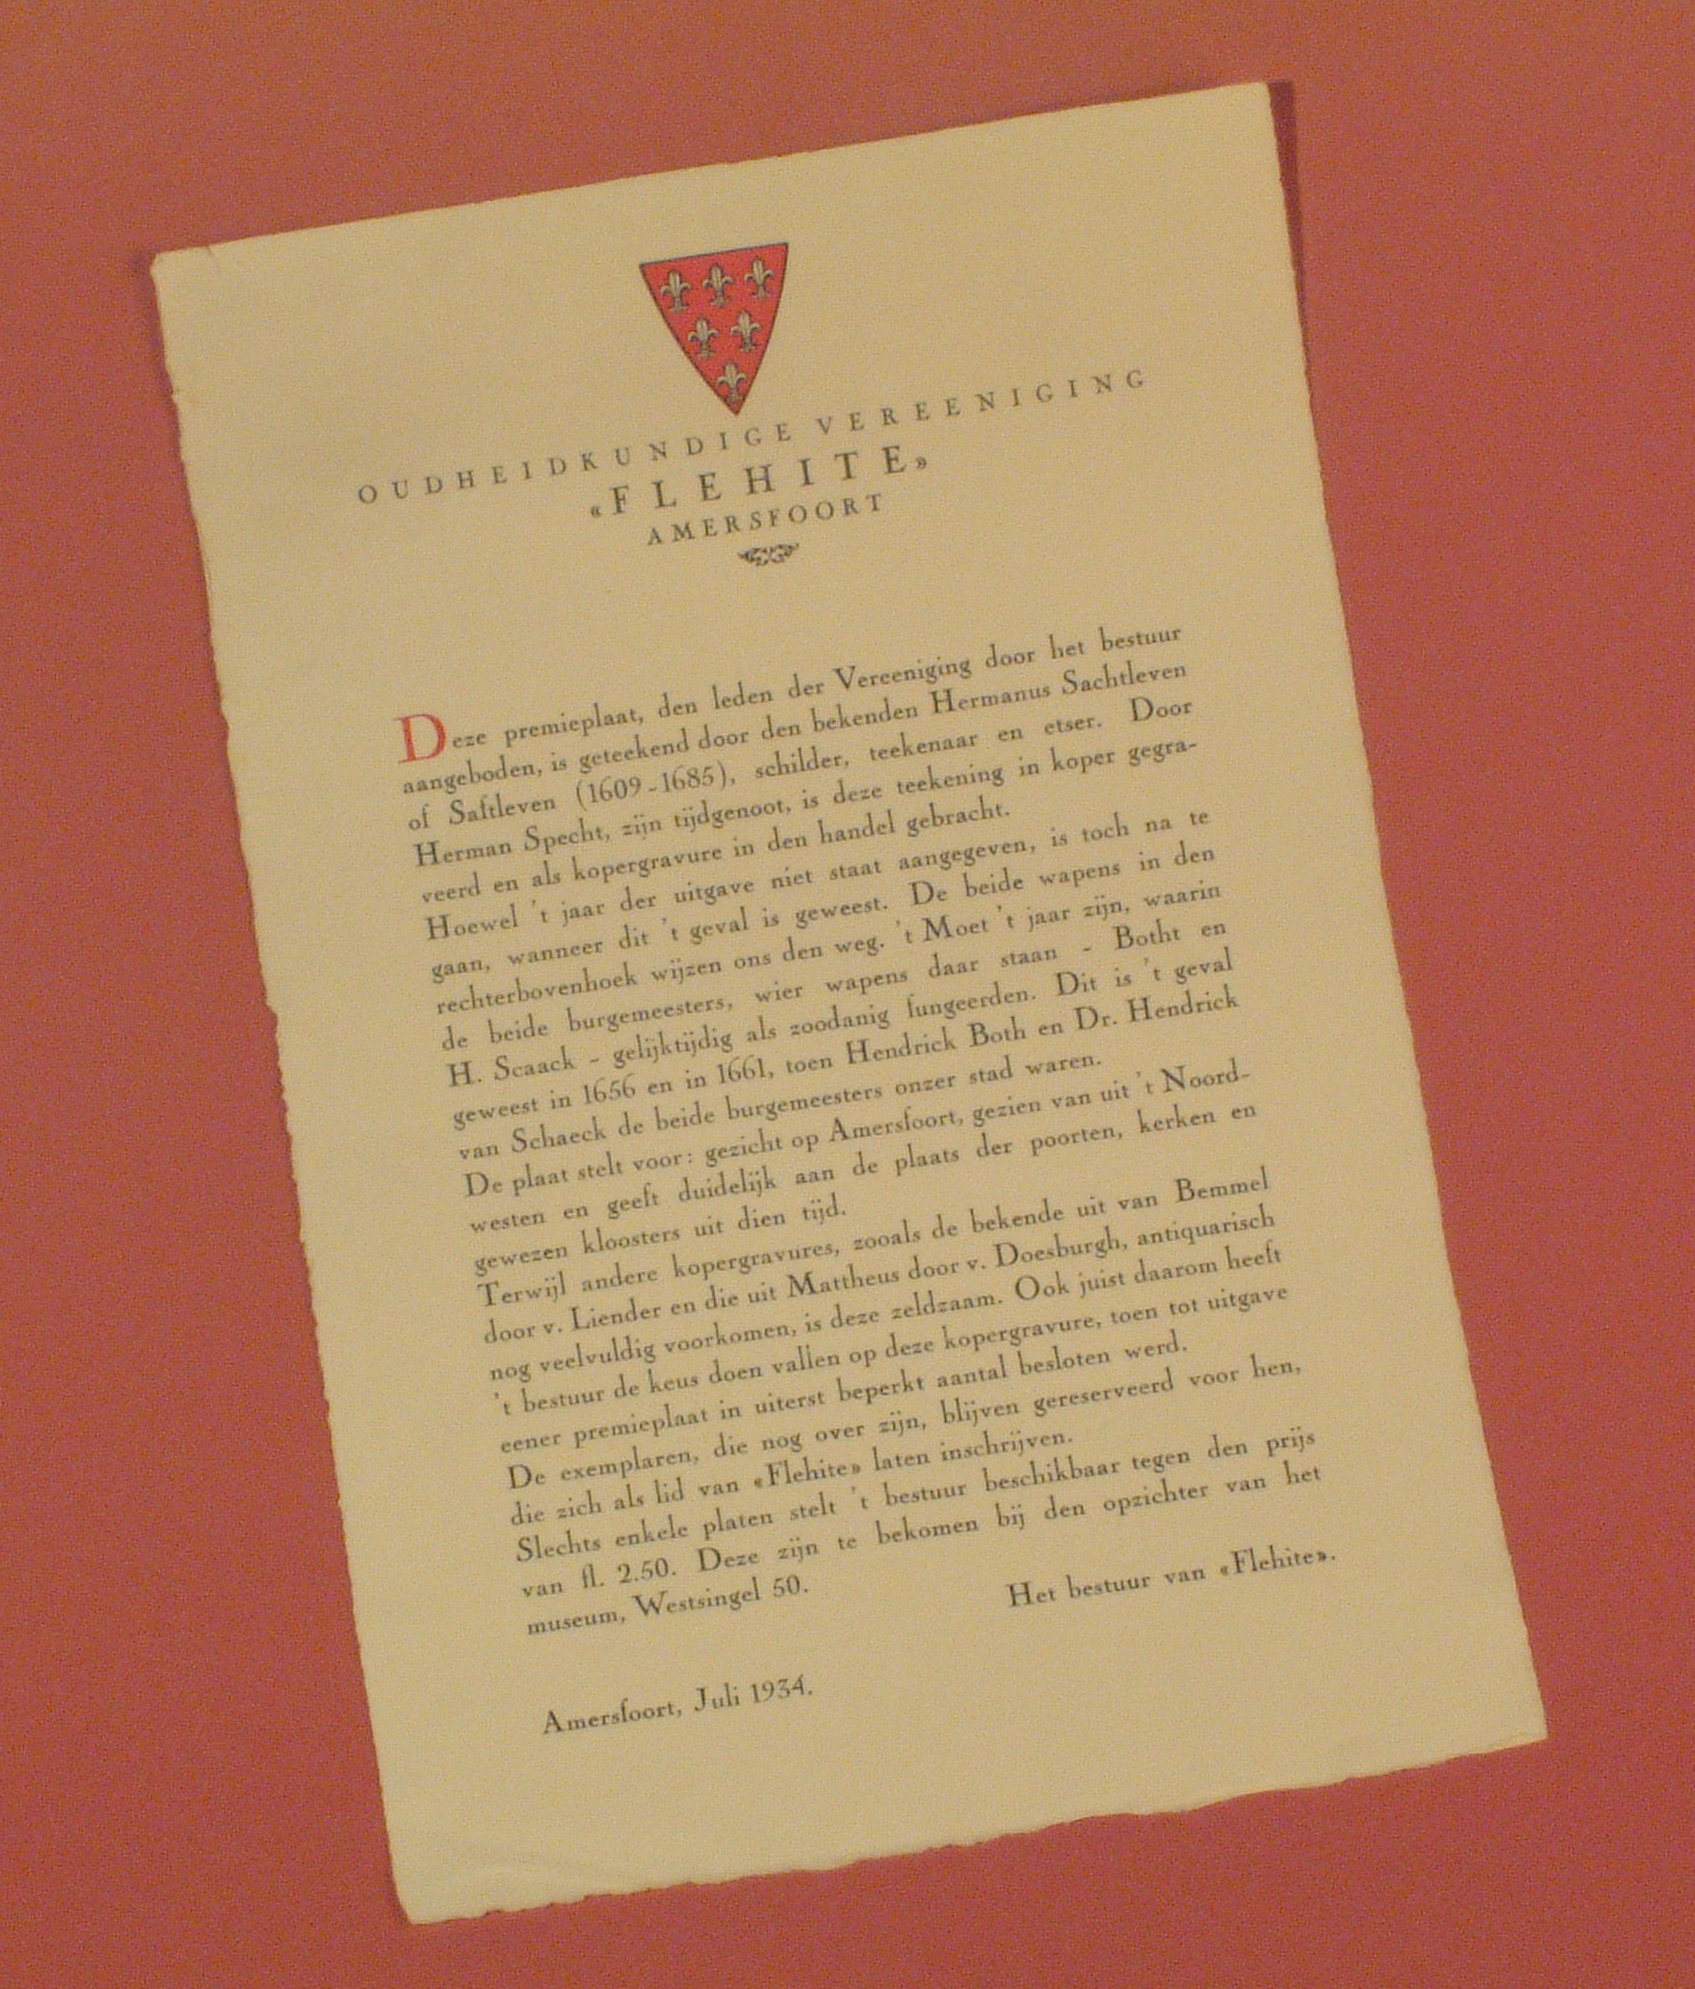 OUDHEIDKUNDIGE VEREENIGING
«FLEHITE»
AMERSFOORT
Deze premieplaat, den leden der Vereeniging door het bestuur
aangeboden, is geteekend door den bekenden Hermanus Sachtleven
of Saftleven (1609-1685), schilder, teekenaar en etser. Door
Herman Specht, zijn tijdgenoot, is deze teekening in koper gegra-
veerd en als kopergravure in den handel gebracht.
Hoewel 't jaar der uitgave niet staat aangegeven, is toch na te
gaan, wanneer dit 't geval is geweest. De beide wapens in den
rechterbovenhoek wijzen ons den weg. 't Moet 't jaar zijn, waarin
de beide burgemeesters, wier wapens daar staan - Botht en
H. Scaack - gelijktijdig als zoodanig fungeerden. Dit is 't geval
geweest in 1656 en in 1661, toen Hendrick Both en Dr. Hendrick
van Schaeck de beide burgemeesters onzer stad waren.
De plaat stelt voor: gezicht op Amersfoort, gezien van uit 't Noord-
westen en geeft duidelijk aan de plaats der poorten, kerken en
gewezen kloosters uit dien tijd.
Terwijl andere kopergravures, zooals de bekende uit van Bemmel
door v. Liender en die uit Mattheus door v. Doesburgh, antiquarisch
nog veelvuldig voorkomen, is deze zeldzaam. Ook juist daarom heeft
't bestuur de keus doen vallen op deze kopergravure, toen tot uitgave
eener premieplaat in uiterst beperkt aantal besloten werd.
De exemplaren, die nog over zijn, blijven gereserveerd voor hen,
die zich als lid van «Flehite» laten inschrijven.
Slechts enkele platen stelt 't bestuur beschikbaar tegen den prijs
van fl. 2.50. Deze zijn te bekomen bij den opzichter van het
museum, Westsingel 50.
Het bestuur van «Flehite».
Amersfoort, Juli 1934.